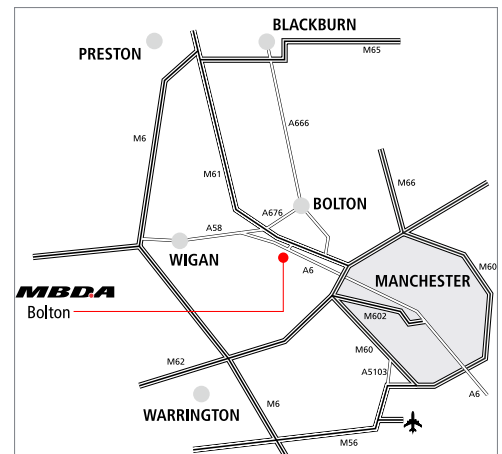 BLACKBURN
PRESTON
M65
A666
M6
M61
M66
A676
BOLTON
A58
WIGAN
A6
M60
MANCHESTER
MBDA
Bolton
M602
M62
M60
A5103
WARRINGTON
M6
A6
M56